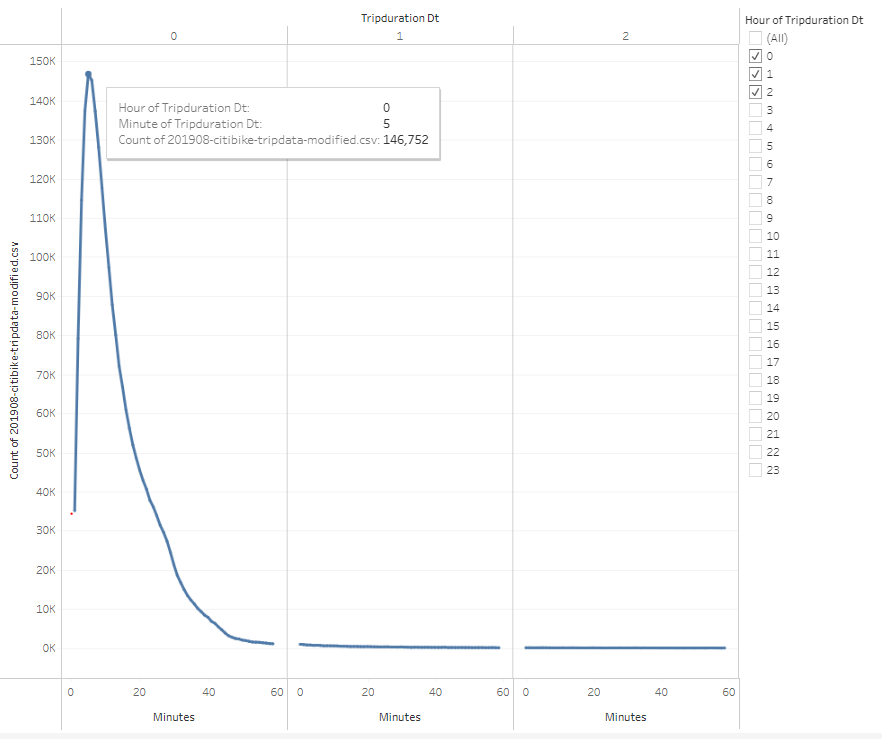 Tripduration Dt
0 1 2
150K
140K
130K
120K
110K
100K
90K
80K
70K
60K
50K
40K
30K
20K
10K
0K
Count of 201908-citibike-tripdata-modified.csv
Hour of Tripduration Dt: 0
Minute of Tripduration Dt: 5
Count of 201908-citibike-tripdata-modified.csv: 146,752
0 20 40 60 0 20 40 60 0 20 40 60
Minutes Minutes Minutes
Hour of Tripduration Dt
(All)
0
1
2
3
4
5
6
7
8
9
10
11
12
13
14
15
16
17
18
19
20
21
22
23